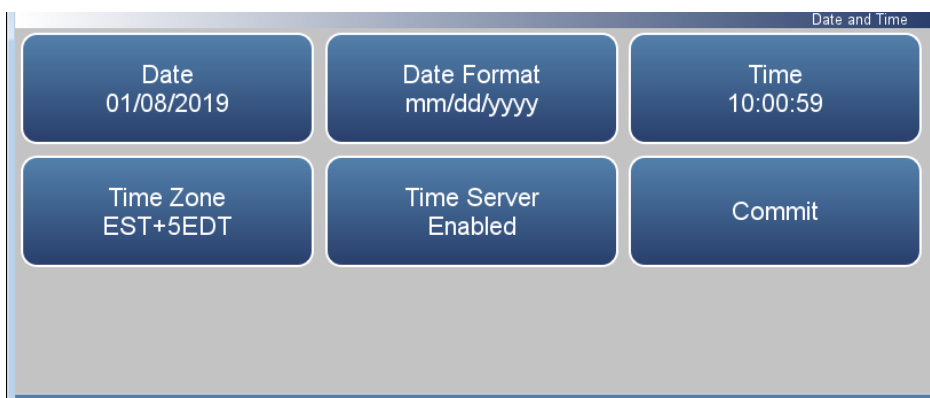 Date and Time
Date
01/08/2019
Date Format
mm/dd/yyyy
Time
10:00:59
Time Zone
EST+5EDT
Time Server
Enabled
Commit